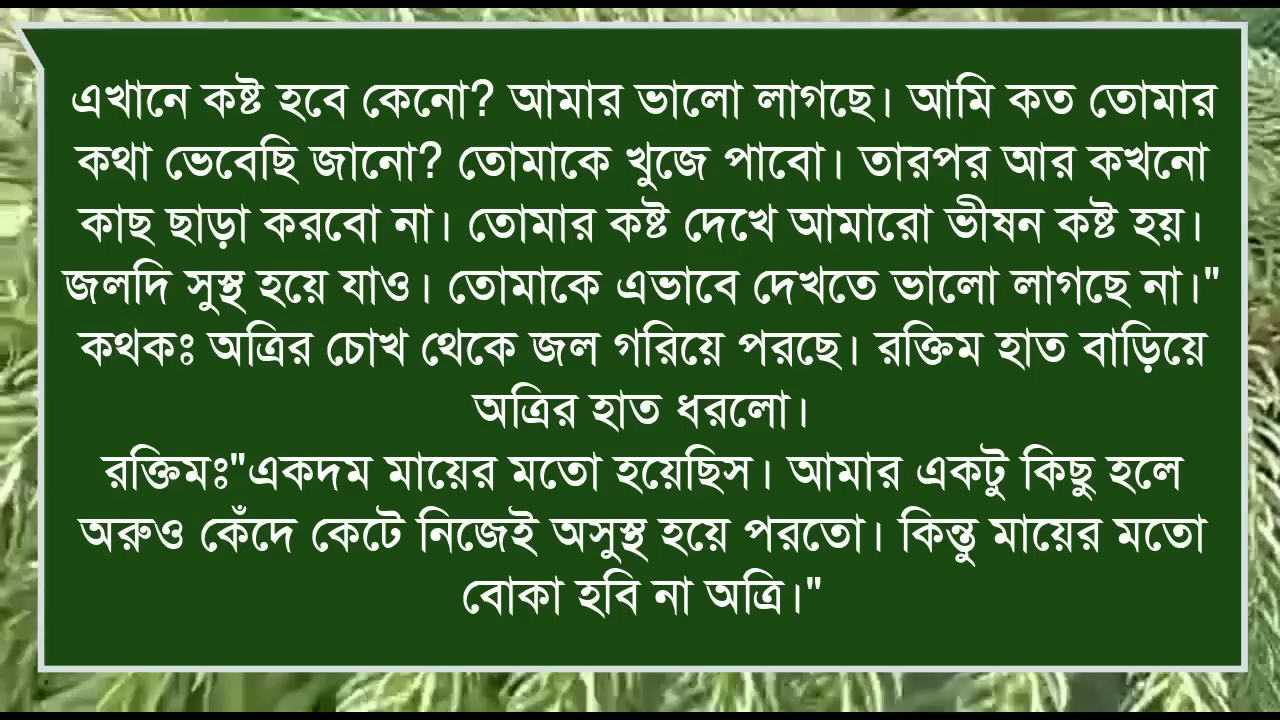 এখানে কষ্ট হবে কেনো? আমার ভালো লাগছে। আমি কত তোমার
কথা ভেবেছি জানো? তোমাকে খুজে পাবো। তারপর আর কখনো
কাছ ছাড়া করবো না। তোমার কষ্ট দেখে আমারো ভীষন কষ্ট হয়।
জলদি সুস্থ হয়ে যাও। তোমাকে এভাবে দেখতে ভালো লাগছে না।"
কথকঃ অত্রির চোখ থেকে জল গরিয়ে পরছে। রক্তিম হাত বাড়িয়ে
অত্রির হাত ধরলো।
রক্তিমঃ"একদম মায়ের মতো হয়েছিস। আমার একটু কিছু হলে
অরুও কেঁদে কেটে নিজেই অসুস্থ হয়ে পরতো। কিন্তু মায়ের মতো
বোকা হবি না অত্রি।"